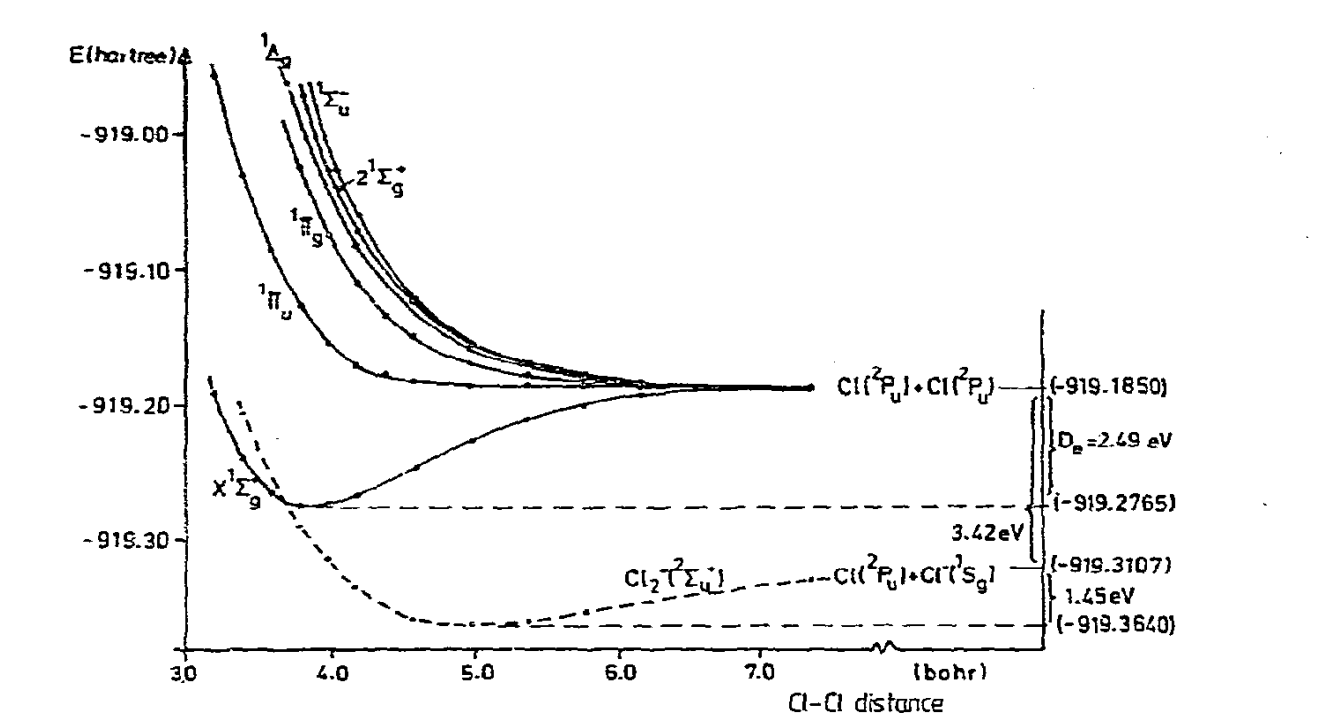 E(hartree)
¹Δg
¹Σu⁻
-919.00
2¹Σg⁺
¹πg
-919.10
¹πu
Cl(²Pu)+Cl(²Pu)
(-919.1850)
-919.20
De=2.49 eV
X¹Σg⁺
(-919.2765)
3.42eV
-919.30
(-919.3107)
Cl₂⁻(²Σu⁺)
Cl(²Pu)+Cl⁻(¹Sg)
1.45eV
(-919.3640)
3.0 4.0 5.0 6.0 7.0 (bohr)
Cl-Cl distance